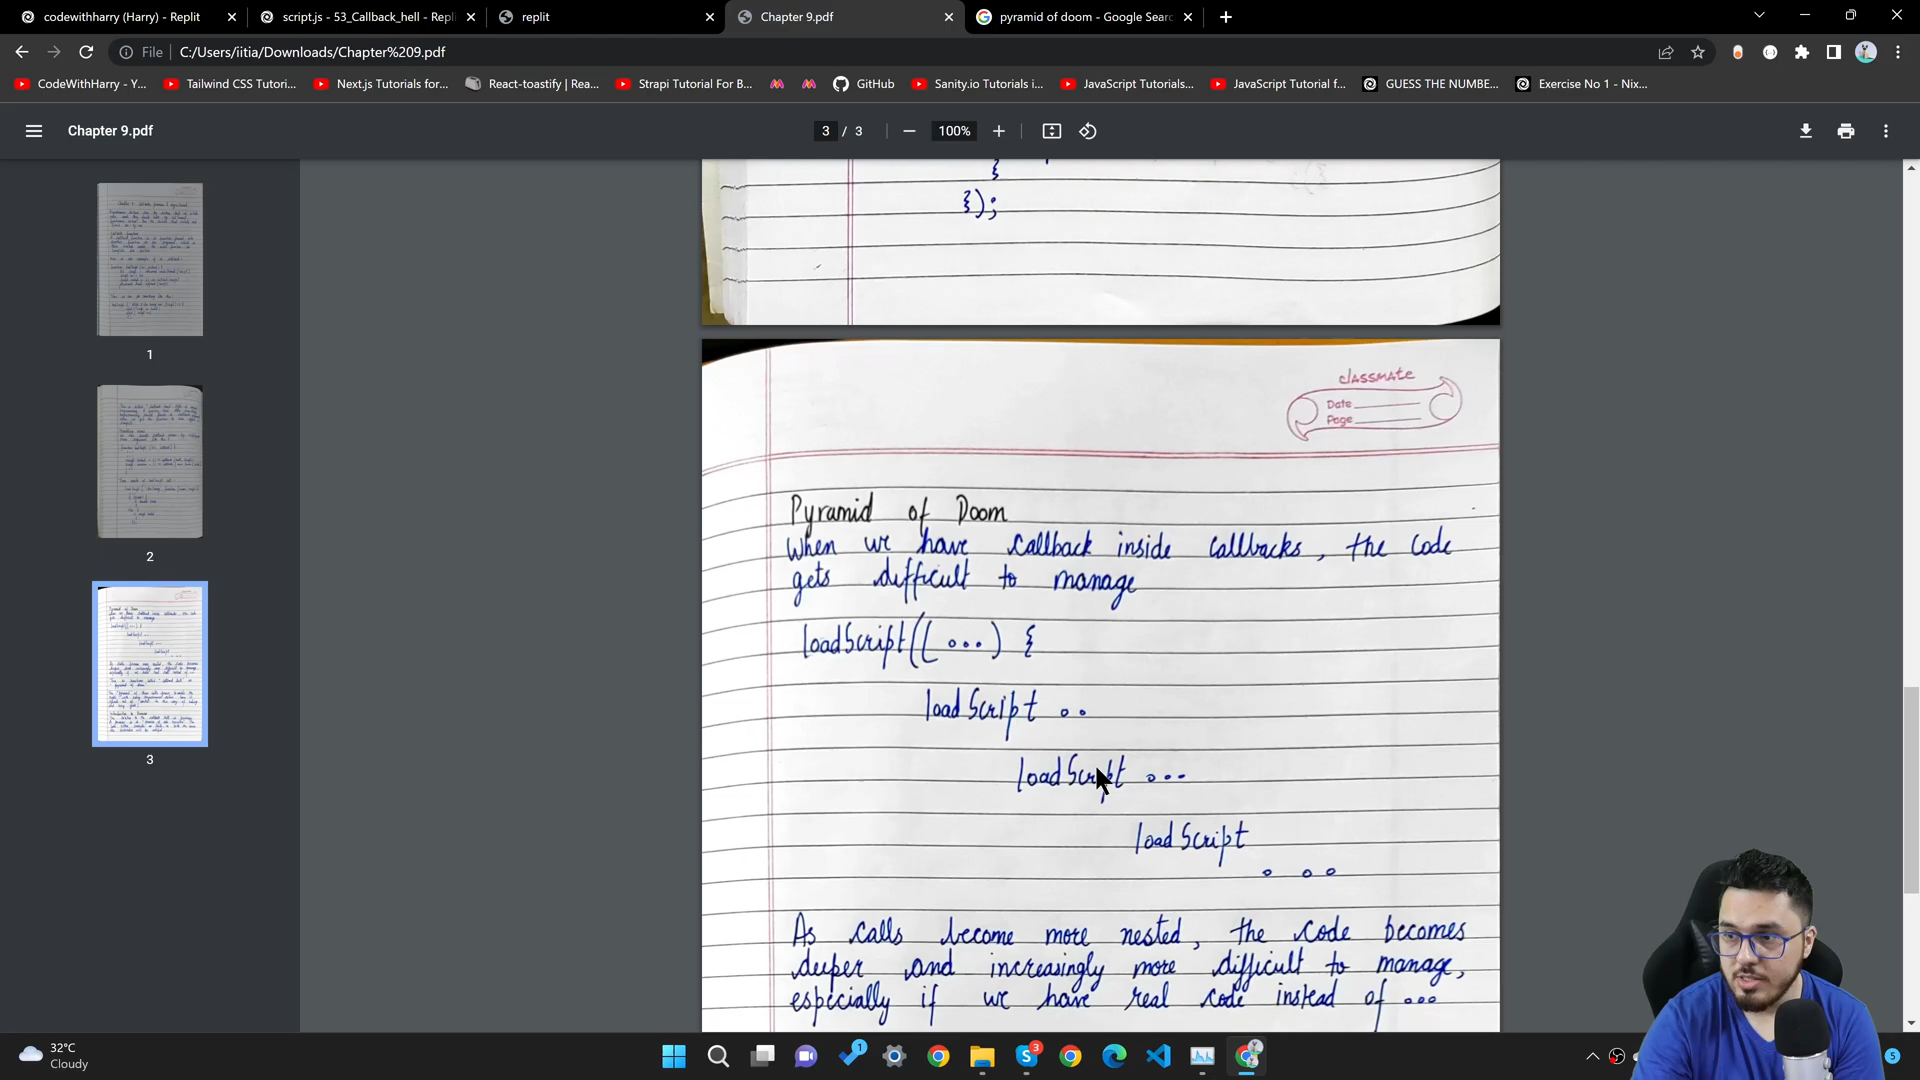 codewithharry (Harry) - Replit
script.js - 53_Callback_hell - Repli
replit
Chapter 9.pdf
pyramid of doom - Google Searc
File
C:/Users/iitia/Downloads/Chapter%209.pdf
CodeWithHarry - Y...
Tailwind CSS Tutori...
Next.js Tutorials for...
React-toastify | Rea...
Strapi Tutorial For B...
GitHub
Sanity.io Tutorials i...
JavaScript Tutorials...
JavaScript Tutorial f...
GUESS THE NUMBE...
Exercise No 1 - Nix...
Chapter 9.pdf
3 / 3
100%
1
2
3
}
});
classmate
Date
Page
Pyramid of Doom
When we have callback inside callbacks, the code
gets difficult to manage
loadScript(( ...) {
loadScript ..
loadScript ...
loadScript
...
As calls become more nested, the code becomes
deeper and increasingly more difficult to manage,
especially if we have real code instead of ...
32°C
Cloudy
1
3
5